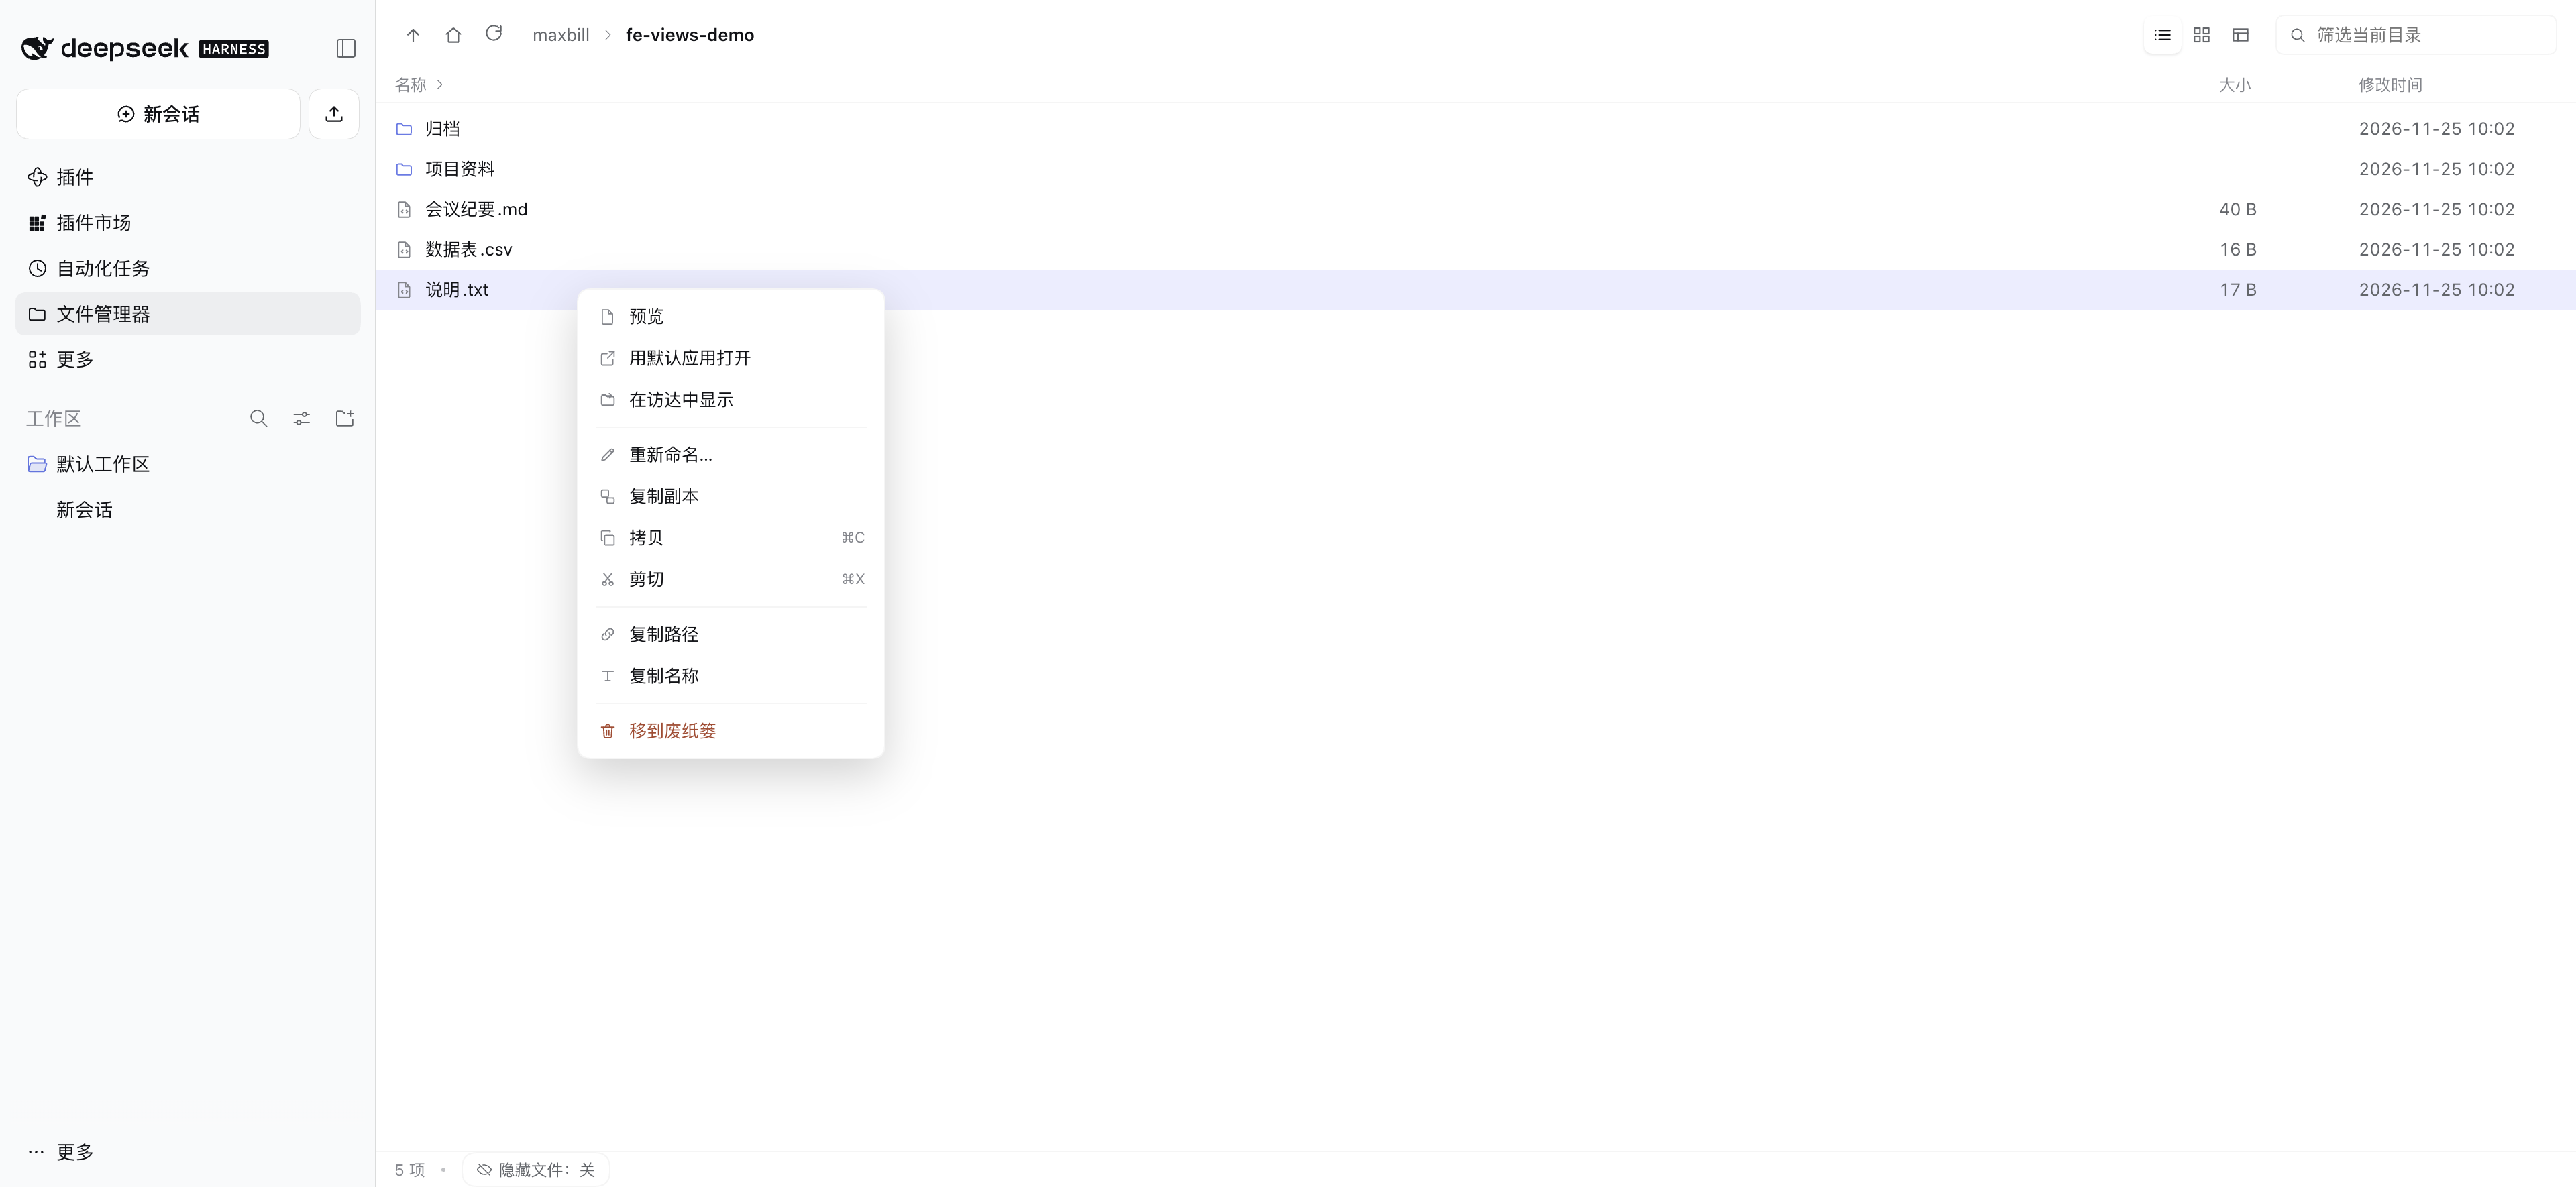 deepseek HARNESS
新会话
插件
插件市场
自动化任务
文件管理器
更多
工作区
默认工作区
新会话
更多
maxbill > fe-views-demo
筛选当前目录
名称 大小 修改时间
归档 2026-11-25 10:02
项目资料 2026-11-25 10:02
会议纪要.md 40 B 2026-11-25 10:02
数据表.csv 16 B 2026-11-25 10:02
说明.txt 17 B 2026-11-25 10:02
预览
用默认应用打开
在访达中显示
重新命名...
复制副本
拷贝 ⌘C
剪切 ⌘X
复制路径
复制名称
移到废纸篓
5 项 • 隐藏文件：关